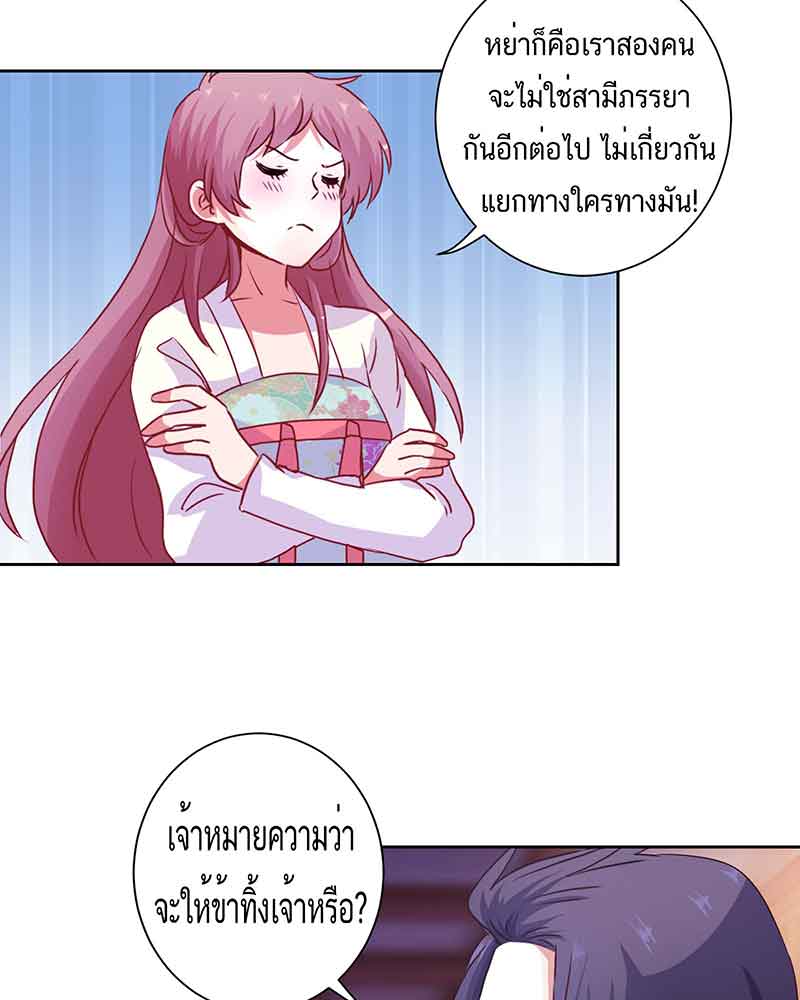 หย่าก็คือเราสองคน
จะไม่ใช่สามีภรรยา
กันอีกต่อไป ไม่เกี่ยวกัน
แยกทางใครทางมัน!
เจ้าหมายความว่า
จะให้ข้าทิ้งเจ้าหรือ?